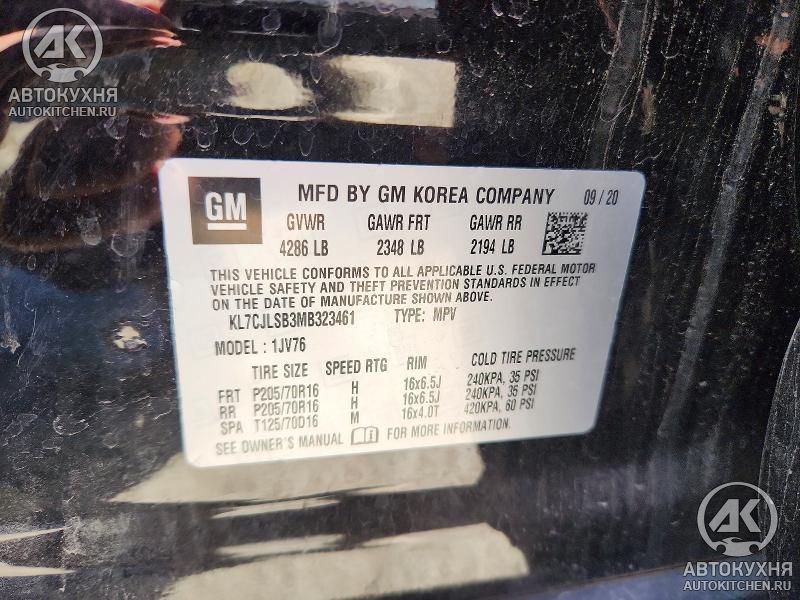 AK
АВТОКУХНЯ
AUTOKITCHEN.RU
GM
MFD BY GM KOREA COMPANY 09 / 20
GVWR GAWR FRT GAWR RR
4286 LB 2348 LB 2194 LB
THIS VEHICLE CONFORMS TO ALL APPLICABLE U.S. FEDERAL MOTOR
VEHICLE SAFETY AND THEFT PREVENTION STANDARDS IN EFFECT
ON THE DATE OF MANUFACTURE SHOWN ABOVE.
KL7CJLSB3MB323461 TYPE: MPV
MODEL : 1JV76
TIRE SIZE SPEED RTG RIM COLD TIRE PRESSURE
FRT P205/70R16 H 16x6.5J 240KPA, 35 PSI
RR P205/70R16 H 16x6.5J 240KPA, 35 PSI
SPA T125/70D16 M 16x4.0T 420KPA, 60 PSI
SEE OWNER'S MANUAL FOR MORE INFORMATION.
AK
АВТОКУХНЯ
AUTOKITCHEN.RU